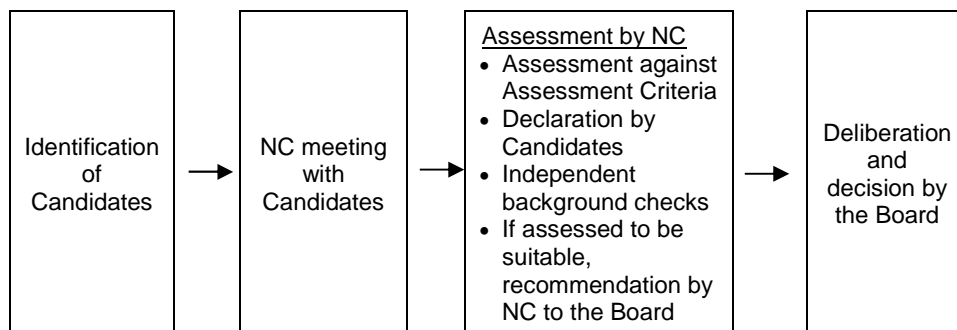 Identification
of
Candidates
NC meeting
with
Candidates
Assessment by NC
• Assessment against
Assessment Criteria
• Declaration by
Candidates
• Independent
background checks
• If assessed to be
suitable,
recommendation by
NC to the Board
Deliberation
and
decision by
the Board